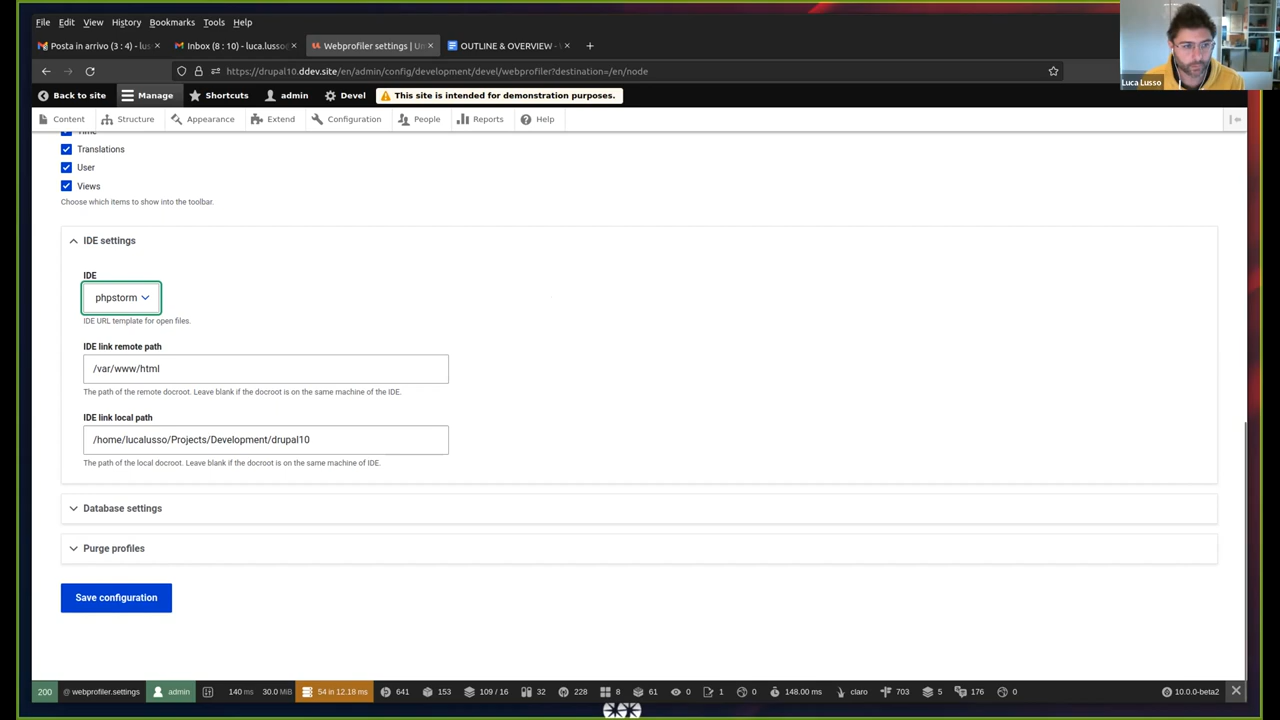 File Edit View History Bookmarks Tools Help
Posta in arrivo (3 : 4) - lus
Inbox (8 : 10) - luca.lusso
Webprofiler settings | Um
OUTLINE & OVERVIEW -
https://drupal10.ddev.site/en/admin/config/development/devel/webprofiler?destination=/en/node
Luca Lusso
Back to site Manage Shortcuts admin Devel This site is intended for demonstration purposes.
Content Structure Appearance Extend Configuration People Reports Help
Time
Translations
User
Views
Choose which items to show into the toolbar.
IDE settings
IDE
phpstorm
IDE URL template for open files.
IDE link remote path
/var/www/html
The path of the remote docroot. Leave blank if the docroot is on the same machine of the IDE.
IDE link local path
/home/lucalusso/Projects/Development/drupal10
The path of the local docroot. Leave blank if the docroot is on the same machine of IDE.
Database settings
Purge profiles
Save configuration
200 @ webprofiler.settings admin 140 ms 30.0 MiB 54 in 12.18 ms 641 153 109 / 16 32 228 8 61 0 1 0 148.00 ms claro 703 5 176 0 10.0.0-beta2